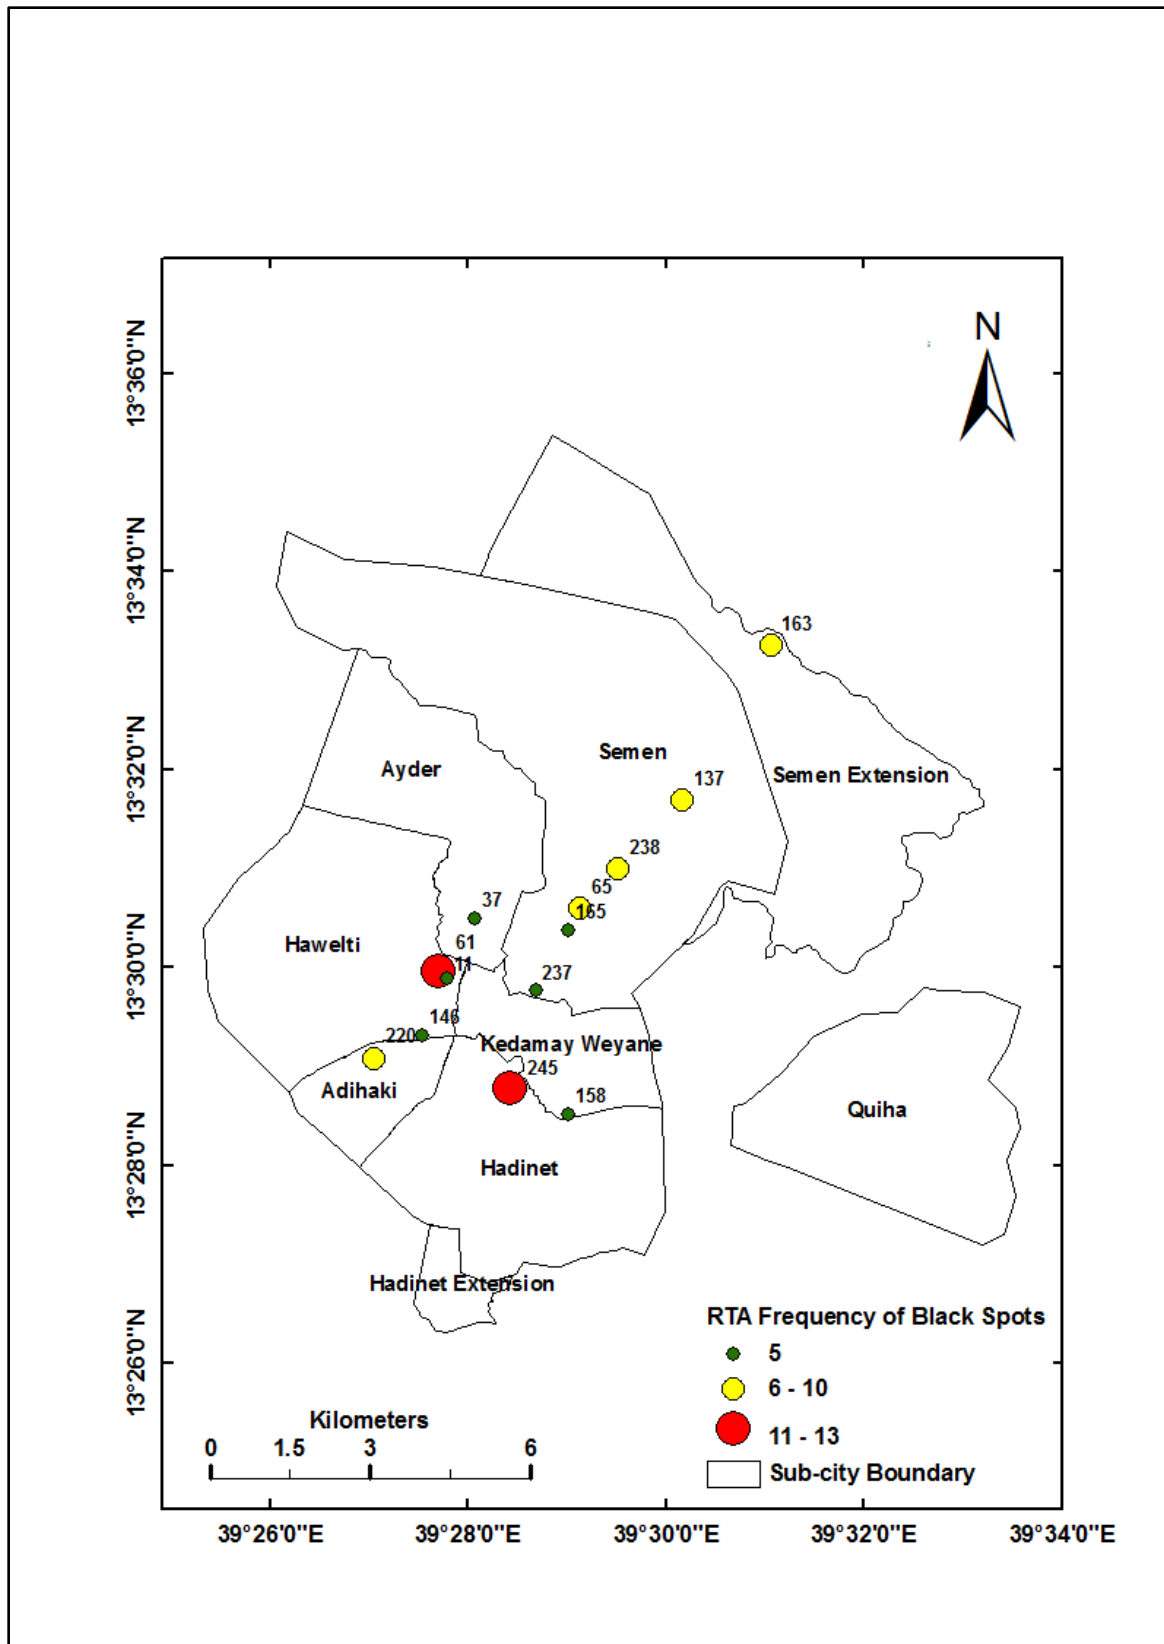 N
13°36'0"N
13°34'0"N
13°32'0"N
13°30'0"N
13°28'0"N
13°26'0"N
163
Semen
Ayder
Semen Extension
137
238
65
165
37
61
11
Hawelti
237
146
220
Kedamay Weyane
245
Adihaki
158
Quiha
Hadinet
Hadinet Extension
RTA Frequency of Black Spots
5
6 - 10
11 - 13
Sub-city Boundary
Kilometers
0 1.5 3 6
39°26'0"E 39°28'0"E 39°30'0"E 39°32'0"E 39°34'0"E